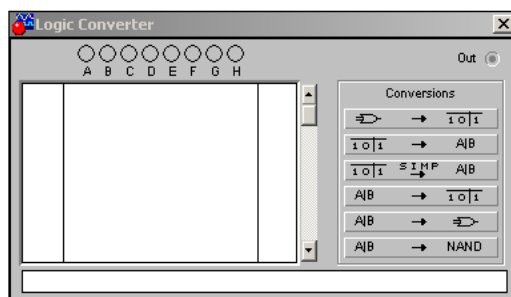 Logic Converter
A B C D E F G H
Out
Conversions
→ 1 0 1
1 0 1 → A|B
1 0 1 SIMP → A|B
A|B → 1 0 1
A|B →
A|B → NAND